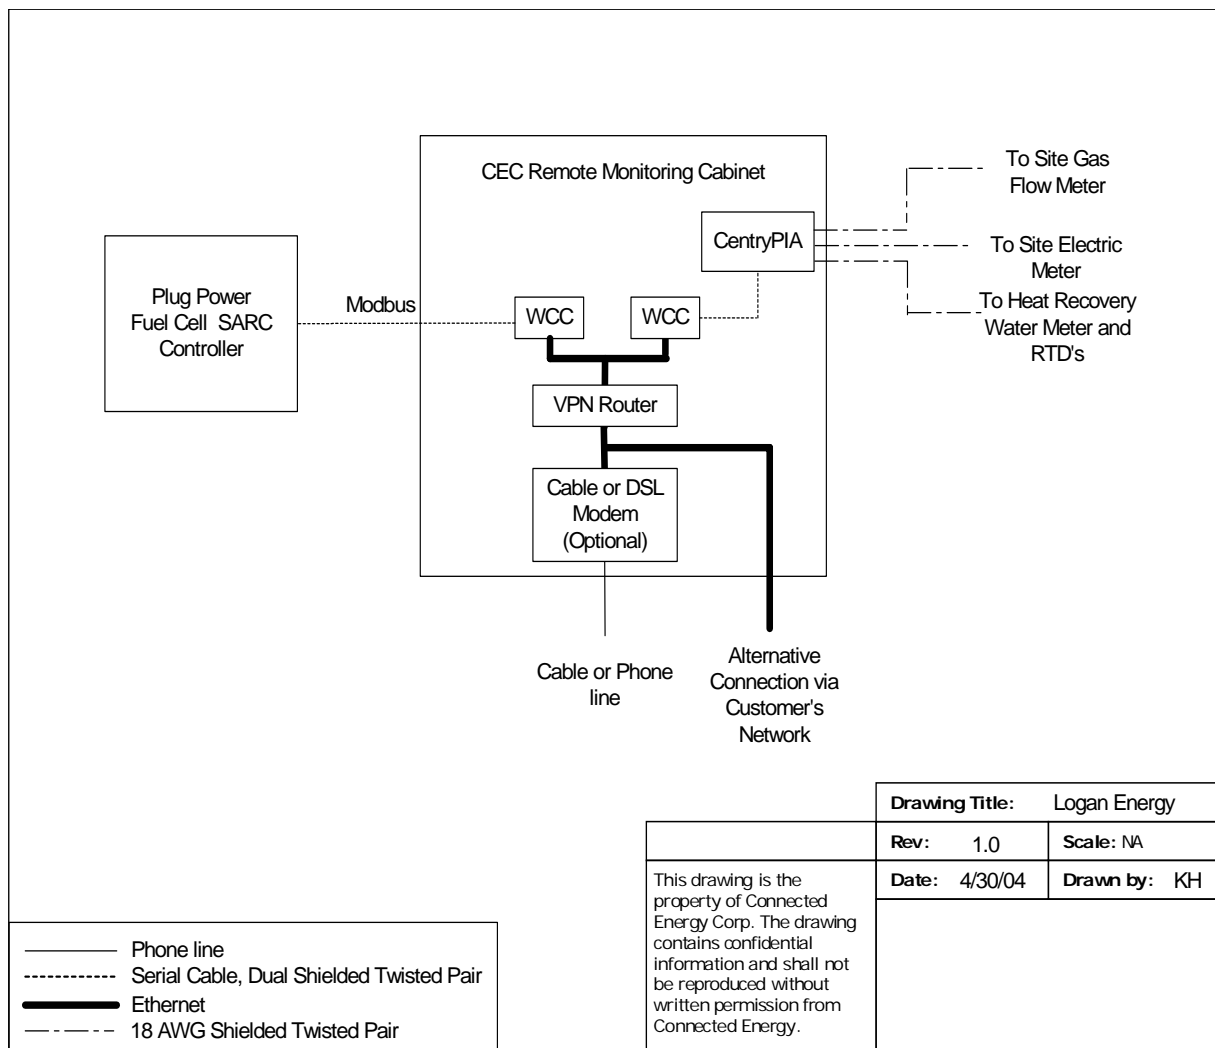 CEC Remote Monitoring Cabinet
To Site Gas
Flow Meter
CentryPIA
To Site Electric
Meter
To Heat Recovery
Water Meter and
RTD's
Plug Power
Fuel Cell SARC
Controller
Modbus
WCC
WCC
VPN Router
Cable or DSL
Modem
(Optional)
Cable or Phone
line
Alternative
Connection via
Customer's
Network
Drawing Title: Logan Energy
Rev: 1.0
Scale: NA
Date: 4/30/04
Drawn by: KH
This drawing is the
property of Connected
Energy Corp. The drawing
contains confidential
information and shall not
be reproduced without
written permission from
Connected Energy.
Phone line
Serial Cable, Dual Shielded Twisted Pair
Ethernet
18 AWG Shielded Twisted Pair